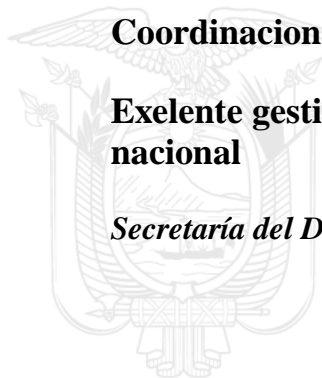 Coordinacion
Exelente gesti
nacional
Secretaría del D